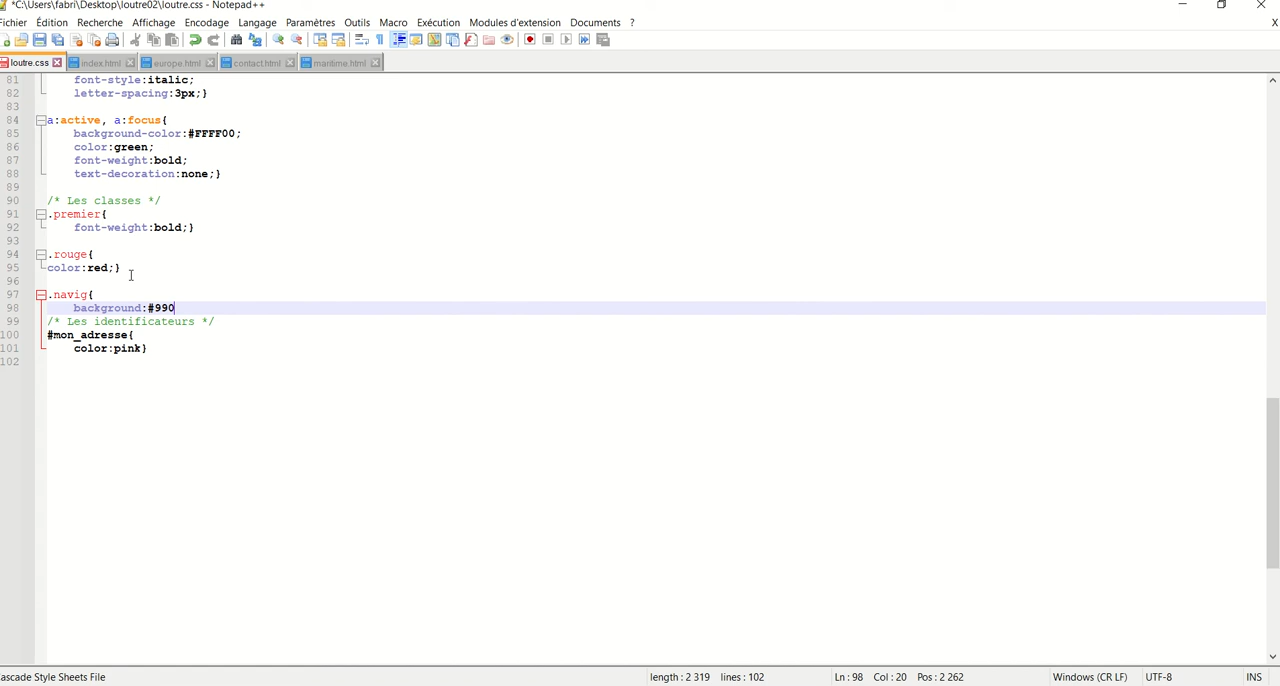 *C:\Users\fabri\Desktop\loutre02\loutre.css - Notepad++
ichier Édition Recherche Affichage Encodage Langage Paramètres Outils Macro Exécution Modules d'extension Documents ?
X
loutre.css index.html europe.html contact.html maritime.html
81 font-style:italic;
82 letter-spacing:3px;}
83
84 a:active, a:focus{
85 background-color:#FFFF00;
86 color:green;
87 font-weight:bold;
88 text-decoration:none;}
89
90 /* Les classes */
91 .premier{
92 font-weight:bold;}
93
94 .rouge{
95 color:red;}
96
97 .navig{
98 background:#990
99 /* Les identificateurs */
100 #mon_adresse{
101 color:pink}
102
ascade Style Sheets File length : 2 319 lines : 102 Ln : 98 Col : 20 Pos : 2 262 Windows (CR LF) UTF-8 INS